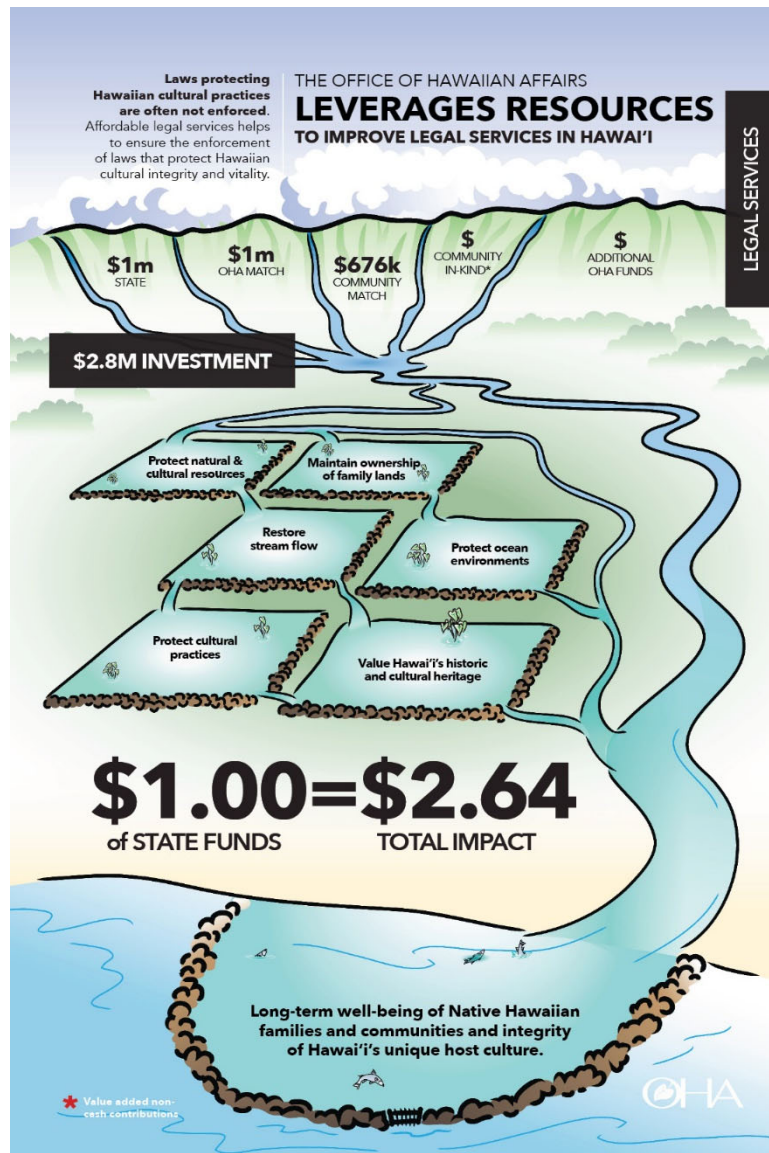 Laws protecting
Hawaiian cultural practices
are often not enforced.
Affordable legal services helps
to ensure the enforcement
of laws that protect Hawaiian
cultural integrity and vitality.
THE OFFICE OF HAWAIIAN AFFAIRS
LEVERAGES RESOURCES
TO IMPROVE LEGAL SERVICES IN HAWAI'I
LEGAL SERVICES
$1m
STATE
$1m
OHA MATCH
$676k
COMMUNITY
MATCH
$
COMMUNITY
IN-KIND*
$
ADDITIONAL
OHA FUNDS
$2.8M INVESTMENT
Protect natural &
cultural resources
Maintain ownership
of family lands
Restore
stream flow
Protect ocean
environments
Protect cultural
practices
Value Hawai'i's historic
and cultural heritage
$1.00=$2.64
of STATE FUNDS
TOTAL IMPACT
Long-term well-being of Native Hawaiian
families and communities and integrity
of Hawai'i's unique host culture.
* Value added non-
cash contributions
OHA